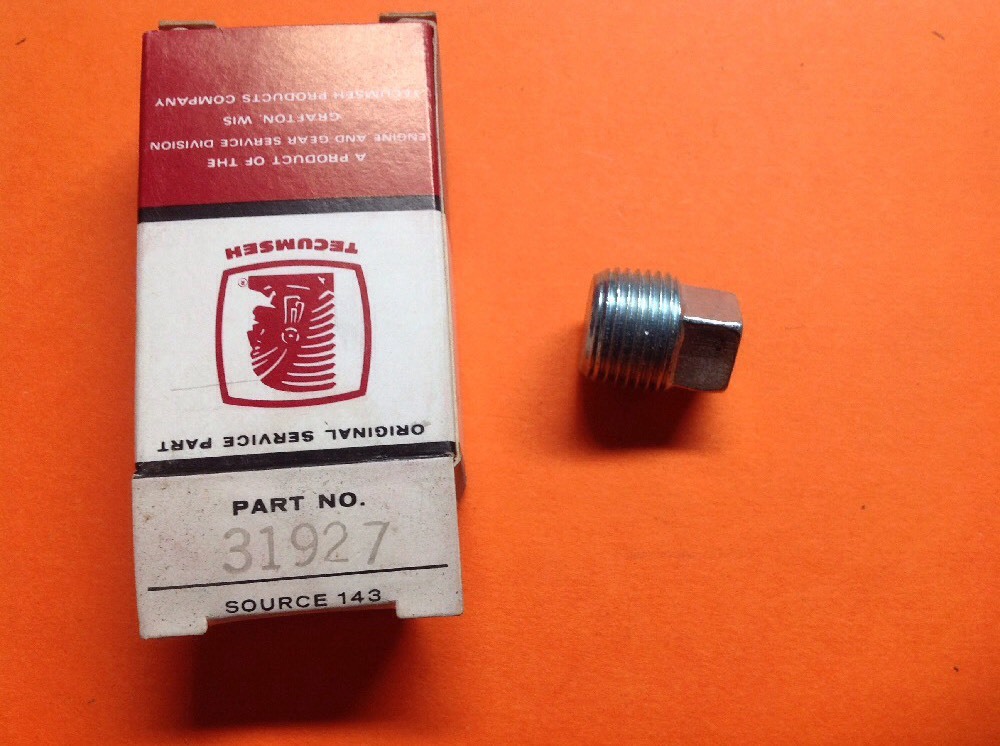 A PRODUCT OF THE
ENGINE AND GEAR SERVICE DIVISION
GRAFTON, WIS
TECUMSEH PRODUCTS COMPANY
TECUMSEH
®
ORIGINAL SERVICE PART
PART NO.
31927
SOURCE 143